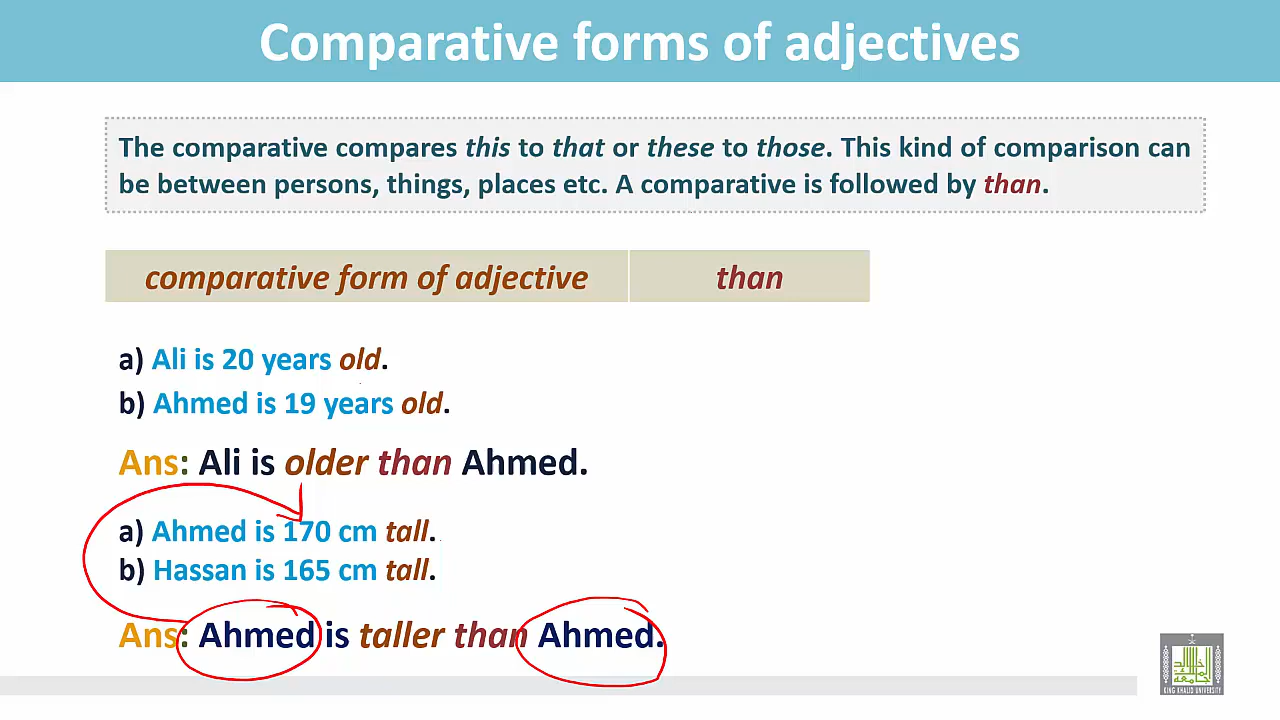 Comparative forms of adjectives
The comparative compares this to that or these to those. This kind of comparison can
be between persons, things, places etc. A comparative is followed by than.
comparative form of adjective than
a) Ali is 20 years old.
b) Ahmed is 19 years old.
Ans: Ali is older than Ahmed.
a) Ahmed is 170 cm tall.
b) Hassan is 165 cm tall.
Ans: Ahmed is taller than Ahmed.
KING KHALID UNIVERSITY